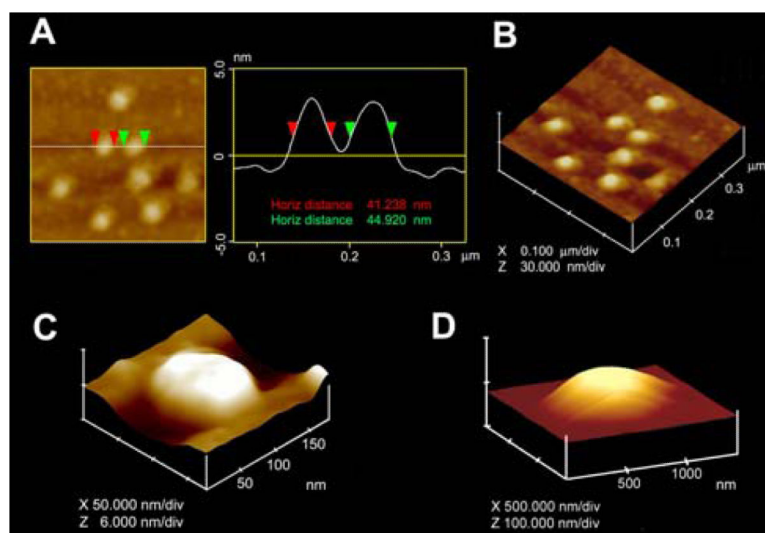 A
nm
5.0
0
-5.0
Horiz distance 41.238 nm
Horiz distance 44.920 nm
0.1 0.2 0.3
μm
B
μm
0.3
0.2
0.1
X 0.100 μm/div
Z 30.000 nm/div
C
150
100
50
nm
X 50.000 nm/div
Z 6.000 nm/div
D
500
1000
nm
X 500.000 nm/div
Z 100.000 nm/div